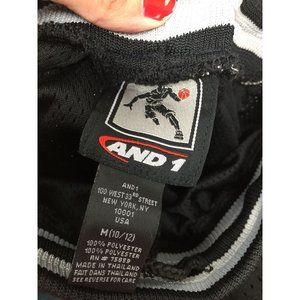 AND 1
AND1
100 WEST 33RD STREET
NEW YORK, NY
10001
USA
M (10/12)
100% POLYESTER
100% POLYESTER
RN # 75899
MADE IN THAILAND
FAIT DANS THAILAND
SEE REVERSE FOR CARE